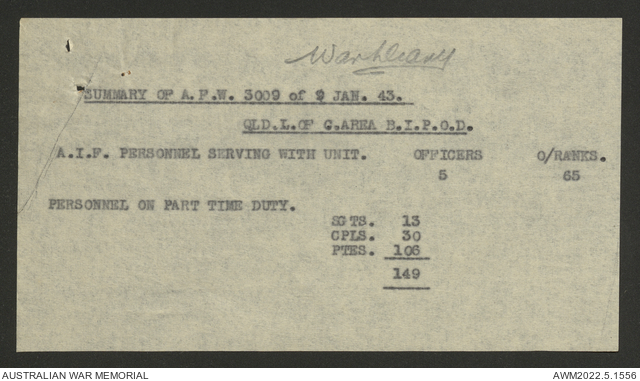 War Diary
SUMMARY OF A.F.W. 3009 of 9 JAN. 43.
QLD.L.OF C.AREA B.I.P.O.D.
A.I.F. PERSONNEL SERVING WITH UNIT. OFFICERS O/RANKS.
5 65
PERSONNEL ON PART TIME DUTY.
SGTS. 13
CPLS. 30
PTES. 106
149
AUSTRALIAN WAR MEMORIAL AWM2022.5.1556